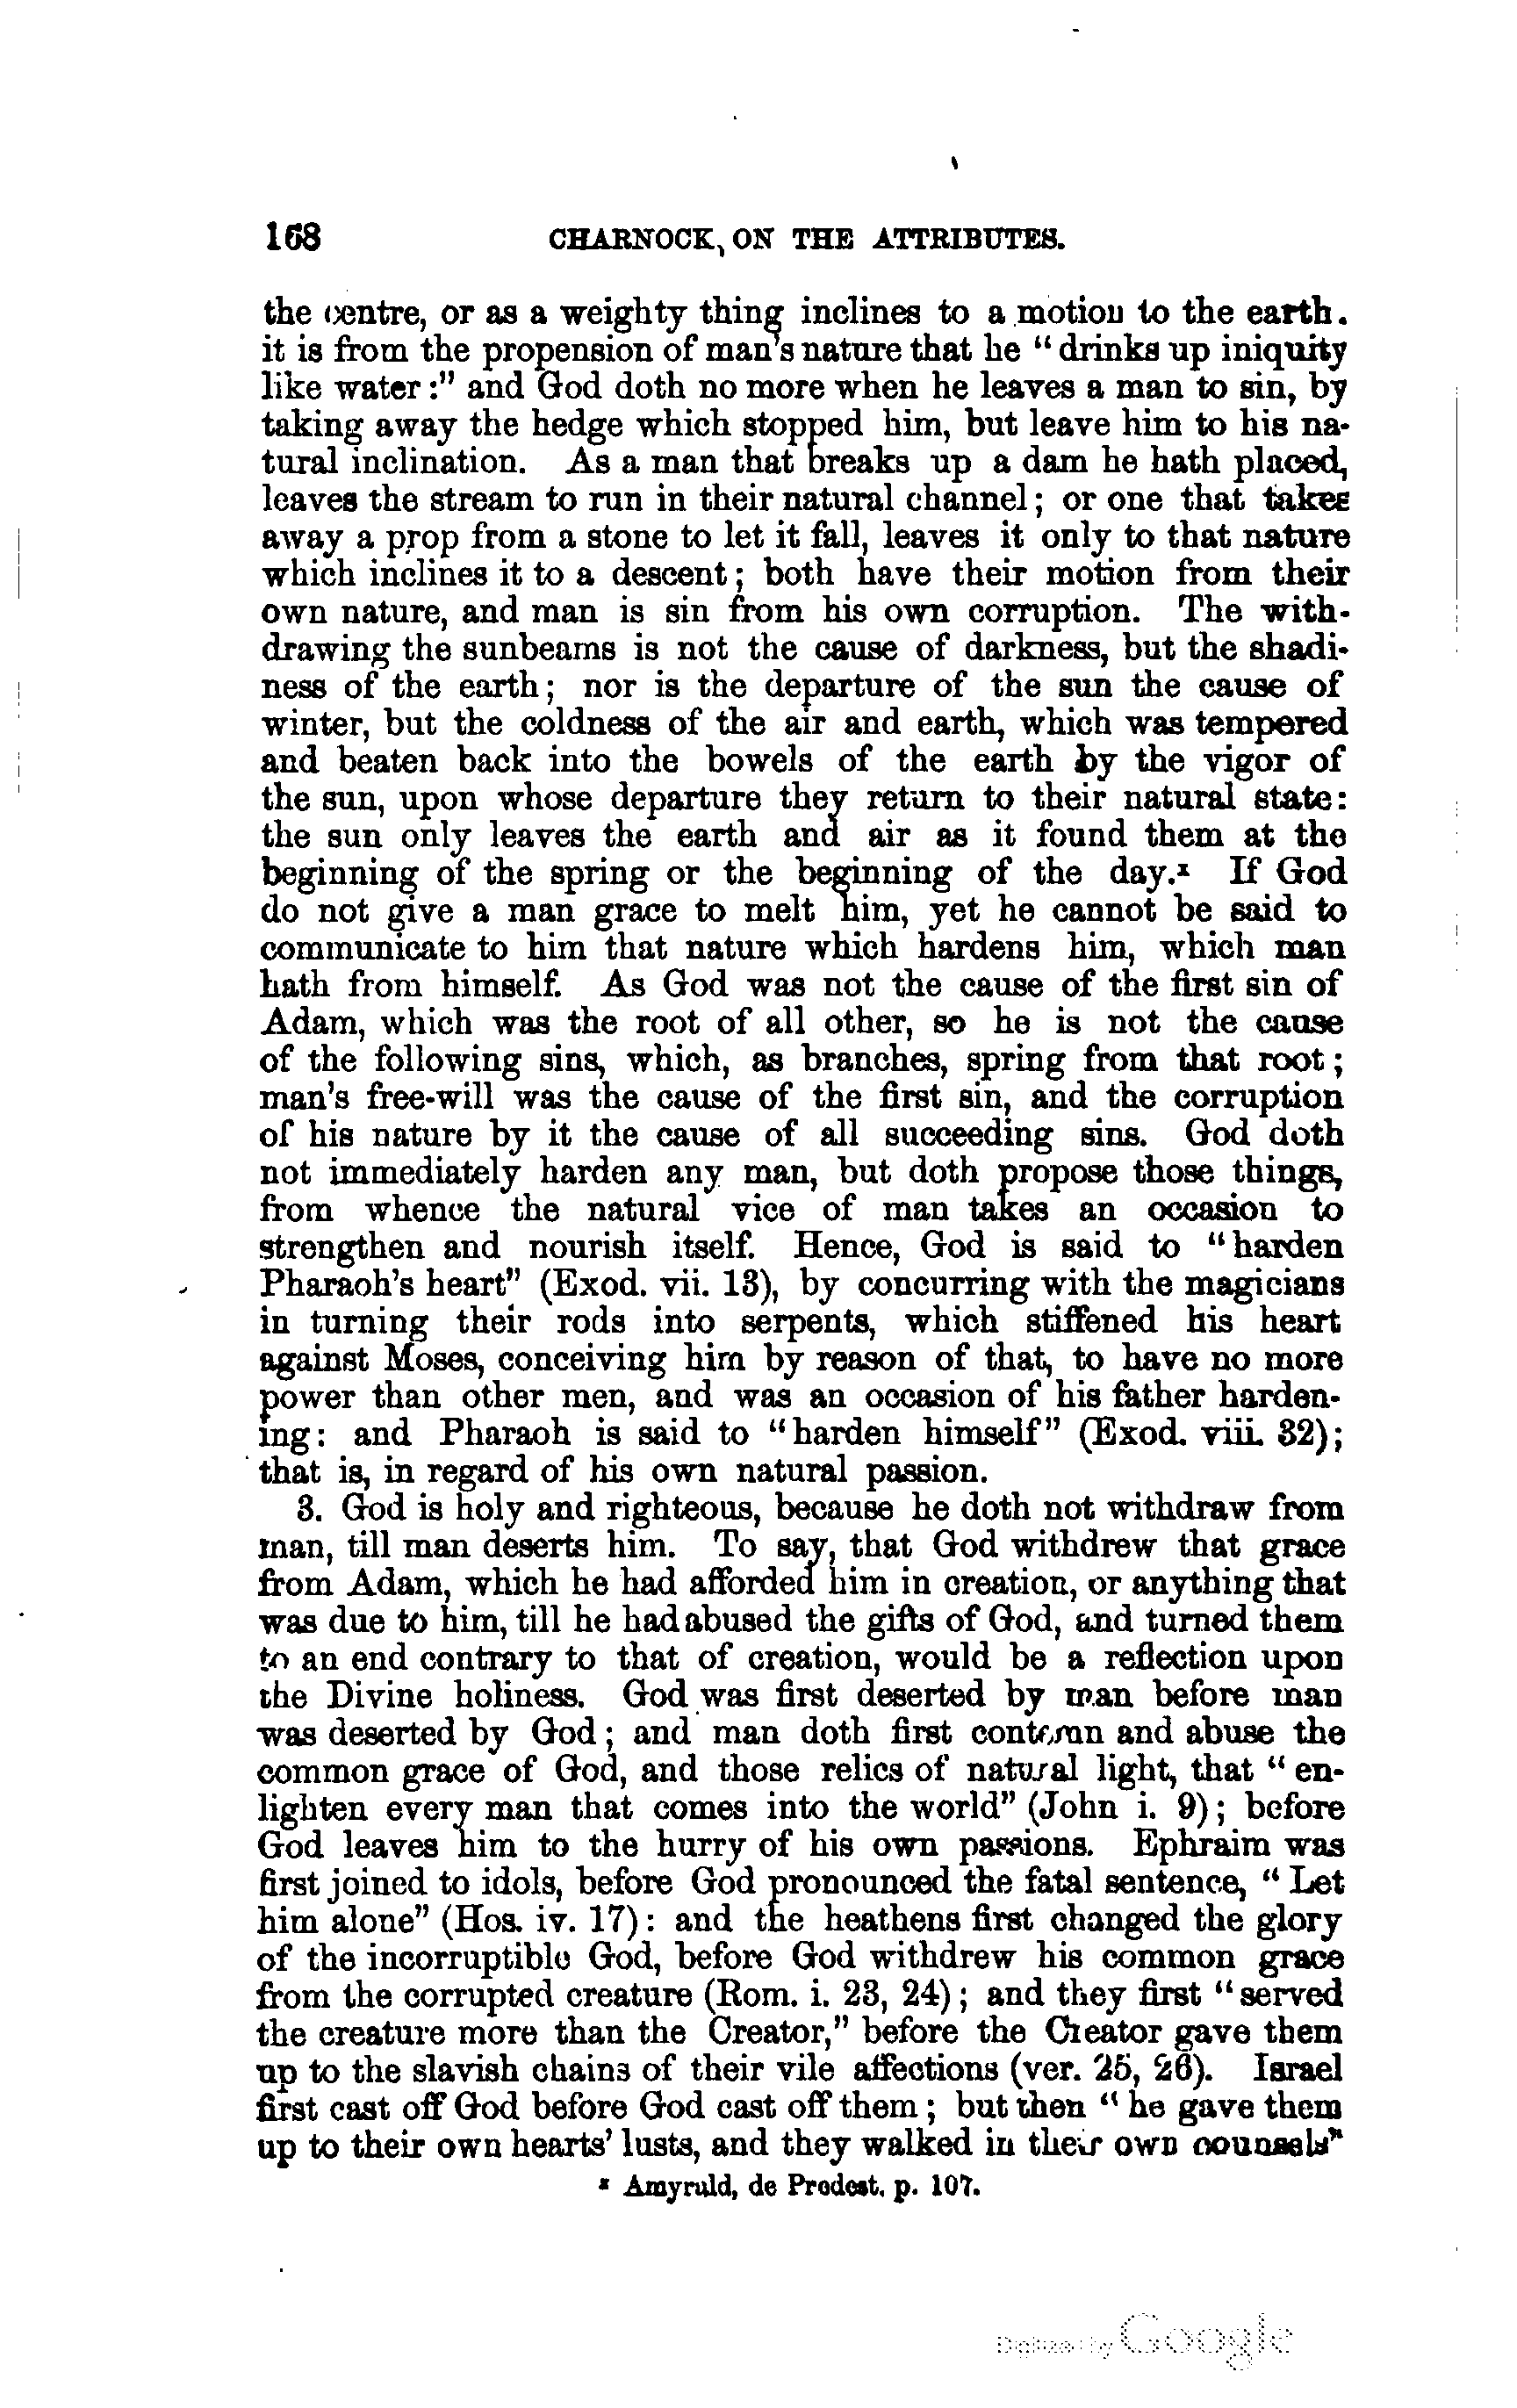 168 CHARNOCK, ON THE ATTRIBUTES.
the centre, or as a weighty thing inclines to a motion to the earth.
it is from the propension of man's nature that he “drinks up iniquity
like water:” and God doth no more when he leaves a man to sin, by
taking away the hedge which stopped him, but leave him to his na-
tural inclination. As a man that breaks up a dam he hath placed,
leaves the stream to run in their natural channel; or one that takes
away a prop from a stone to let it fall, leaves it only to that nature
which inclines it to a descent; both have their motion from their
own nature, and man is sin from his own corruption. The with-
drawing the sunbeams is not the cause of darkness, but the shadi-
ness of the earth; nor is the departure of the sun the cause of
winter, but the coldness of the air and earth, which was tempered
and beaten back into the bowels of the earth by the vigor of
the sun, upon whose departure they return to their natural state:
the sun only leaves the earth and air as it found them at the
beginning of the spring or the beginning of the day.x If God
do not give a man grace to melt him, yet he cannot be said to
communicate to him that nature which hardens him, which man
hath from himself. As God was not the cause of the first sin of
Adam, which was the root of all other, so he is not the cause
of the following sins, which, as branches, spring from that root;
man's free-will was the cause of the first sin, and the corruption
of his nature by it the cause of all succeeding sins. God doth
not immediately harden any man, but doth propose those things,
from whence the natural vice of man takes an occasion to
strengthen and nourish itself. Hence, God is said to “harden
Pharaoh's heart” (Exod. vii. 13), by concurring with the magicians
in turning their rods into serpents, which stiffened his heart
against Moses, conceiving him by reason of that, to have no more
power than other men, and was an occasion of his father harden-
ing: and Pharaoh is said to “harden himself” (Exod. viii. 32);
that is, in regard of his own natural passion.
3. God is holy and righteous, because he doth not withdraw from
man, till man deserts him. To say, that God withdrew that grace
from Adam, which he had afforded him in creation, or anything that
was due to him, till he had abused the gifts of God, and turned them
to an end contrary to that of creation, would be a reflection upon
the Divine holiness. God was first deserted by man before man
was deserted by God; and man doth first contemn and abuse the
common grace of God, and those relics of natural light, that “en-
lighten every man that comes into the world” (John i. 9); before
God leaves him to the hurry of his own passions. Ephraim was
first joined to idols, before God pronounced the fatal sentence, “Let
him alone” (Hos. iv. 17): and the heathens first changed the glory
of the incorruptible God, before God withdrew his common grace
from the corrupted creature (Rom. i. 23, 24); and they first “served
the creature more than the Creator,” before the Creator gave them
up to the slavish chains of their vile affections (ver. 25, 26). Israel
first cast off God before God cast off them; but then “he gave them
up to their own hearts' lusts, and they walked in their own counsels”
x Amyrald, de Predest. p. 107.
Digitized by Google